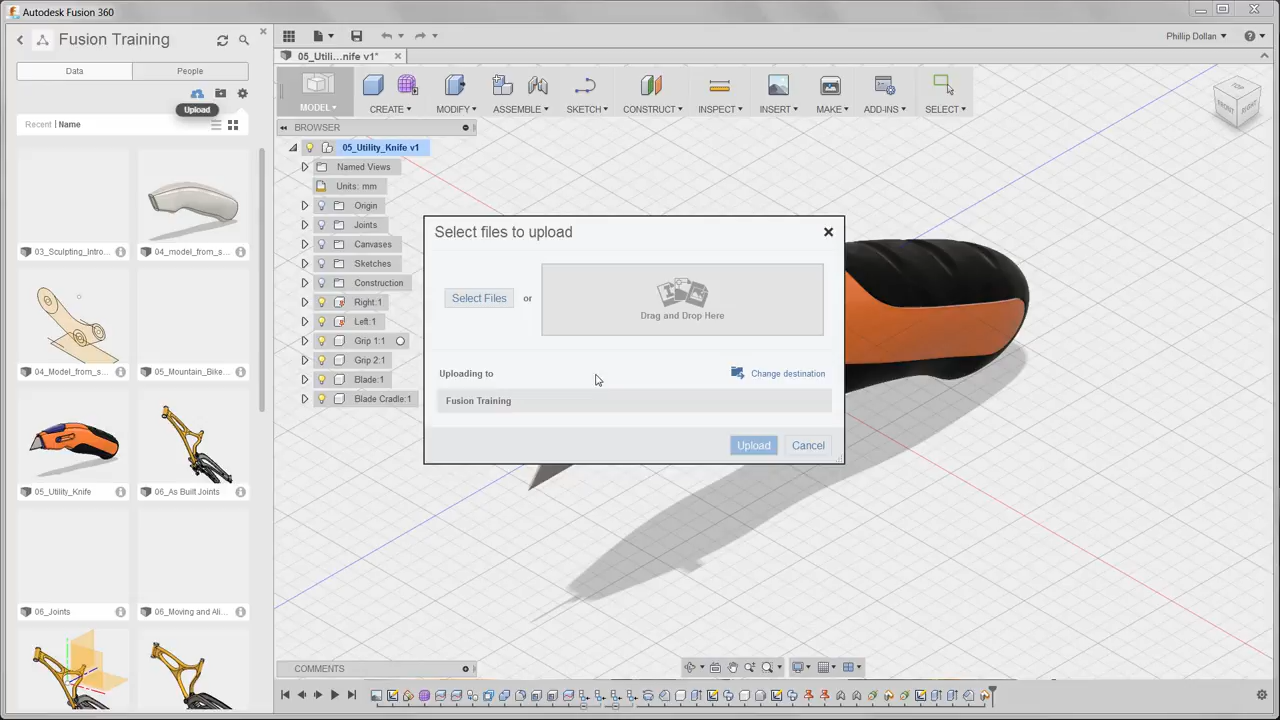 Autodesk Fusion 360
Fusion Training
Data
People
Upload
Recent | Name
03_Sculpting_Intro...
04_model_from_s...
04_Model_from_s...
05_Mountain_Bike...
05_Utility_Knife
06_As Built Joints
06_Joints
06_Moving and Ali...
05_Utili...nife v1*
Phillip Dollan
MODEL
CREATE
MODIFY
ASSEMBLE
SKETCH
CONSTRUCT
INSPECT
INSERT
MAKE
ADD-INS
SELECT
TOP
FRONT
RIGHT
BROWSER
05_Utility_Knife v1
Named Views
Units: mm
Origin
Joints
Canvases
Sketches
Construction
Right:1
Left:1
Grip 1:1
Grip 2:1
Blade:1
Blade Cradle:1
Select files to upload
Select Files
or
Drag and Drop Here
Uploading to
Change destination
Fusion Training
Upload
Cancel
COMMENTS